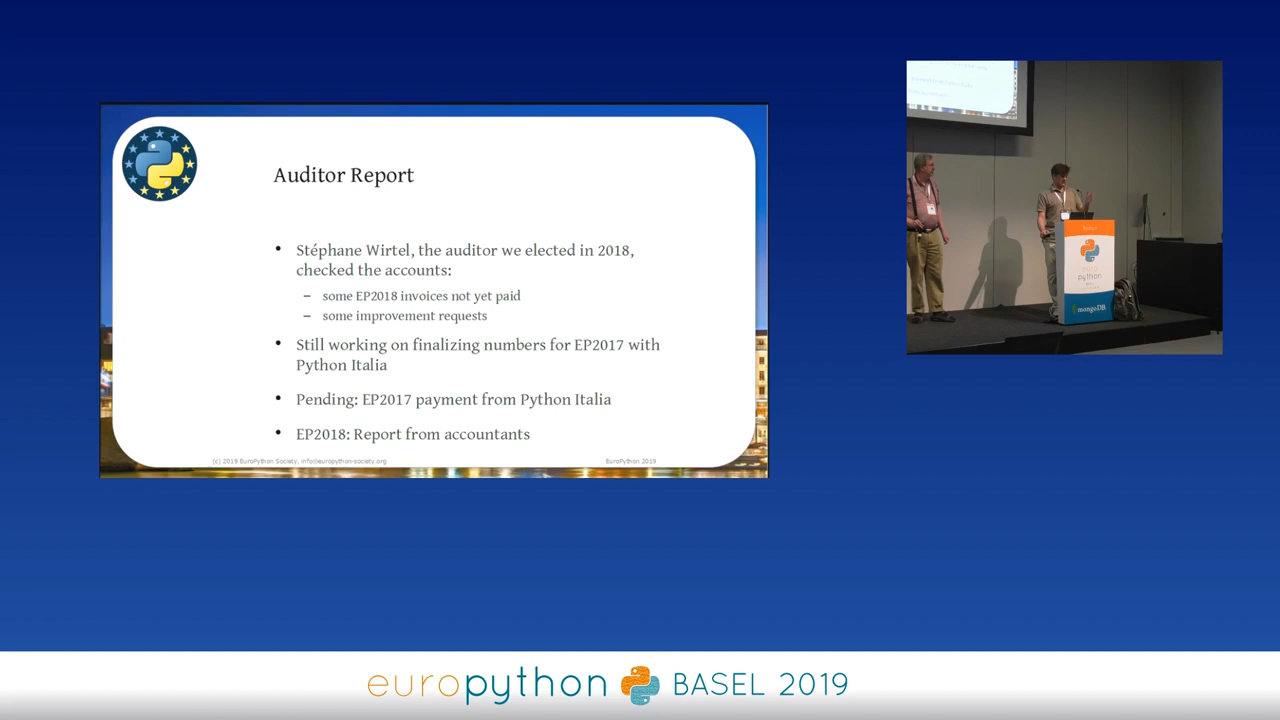 Auditor Report
• Stéphane Wirtel, the auditor we elected in 2018,
checked the accounts:
– some EP2018 invoices not yet paid
– some improvement requests
• Still working on finalizing numbers for EP2017 with
Python Italia
• Pending: EP2017 payment from Python Italia
• EP2018: Report from accountants
(c) 2019 EuroPython Society, info@europython-society.org
EuroPython 2019
python
mongoDB
europython BASEL 2019